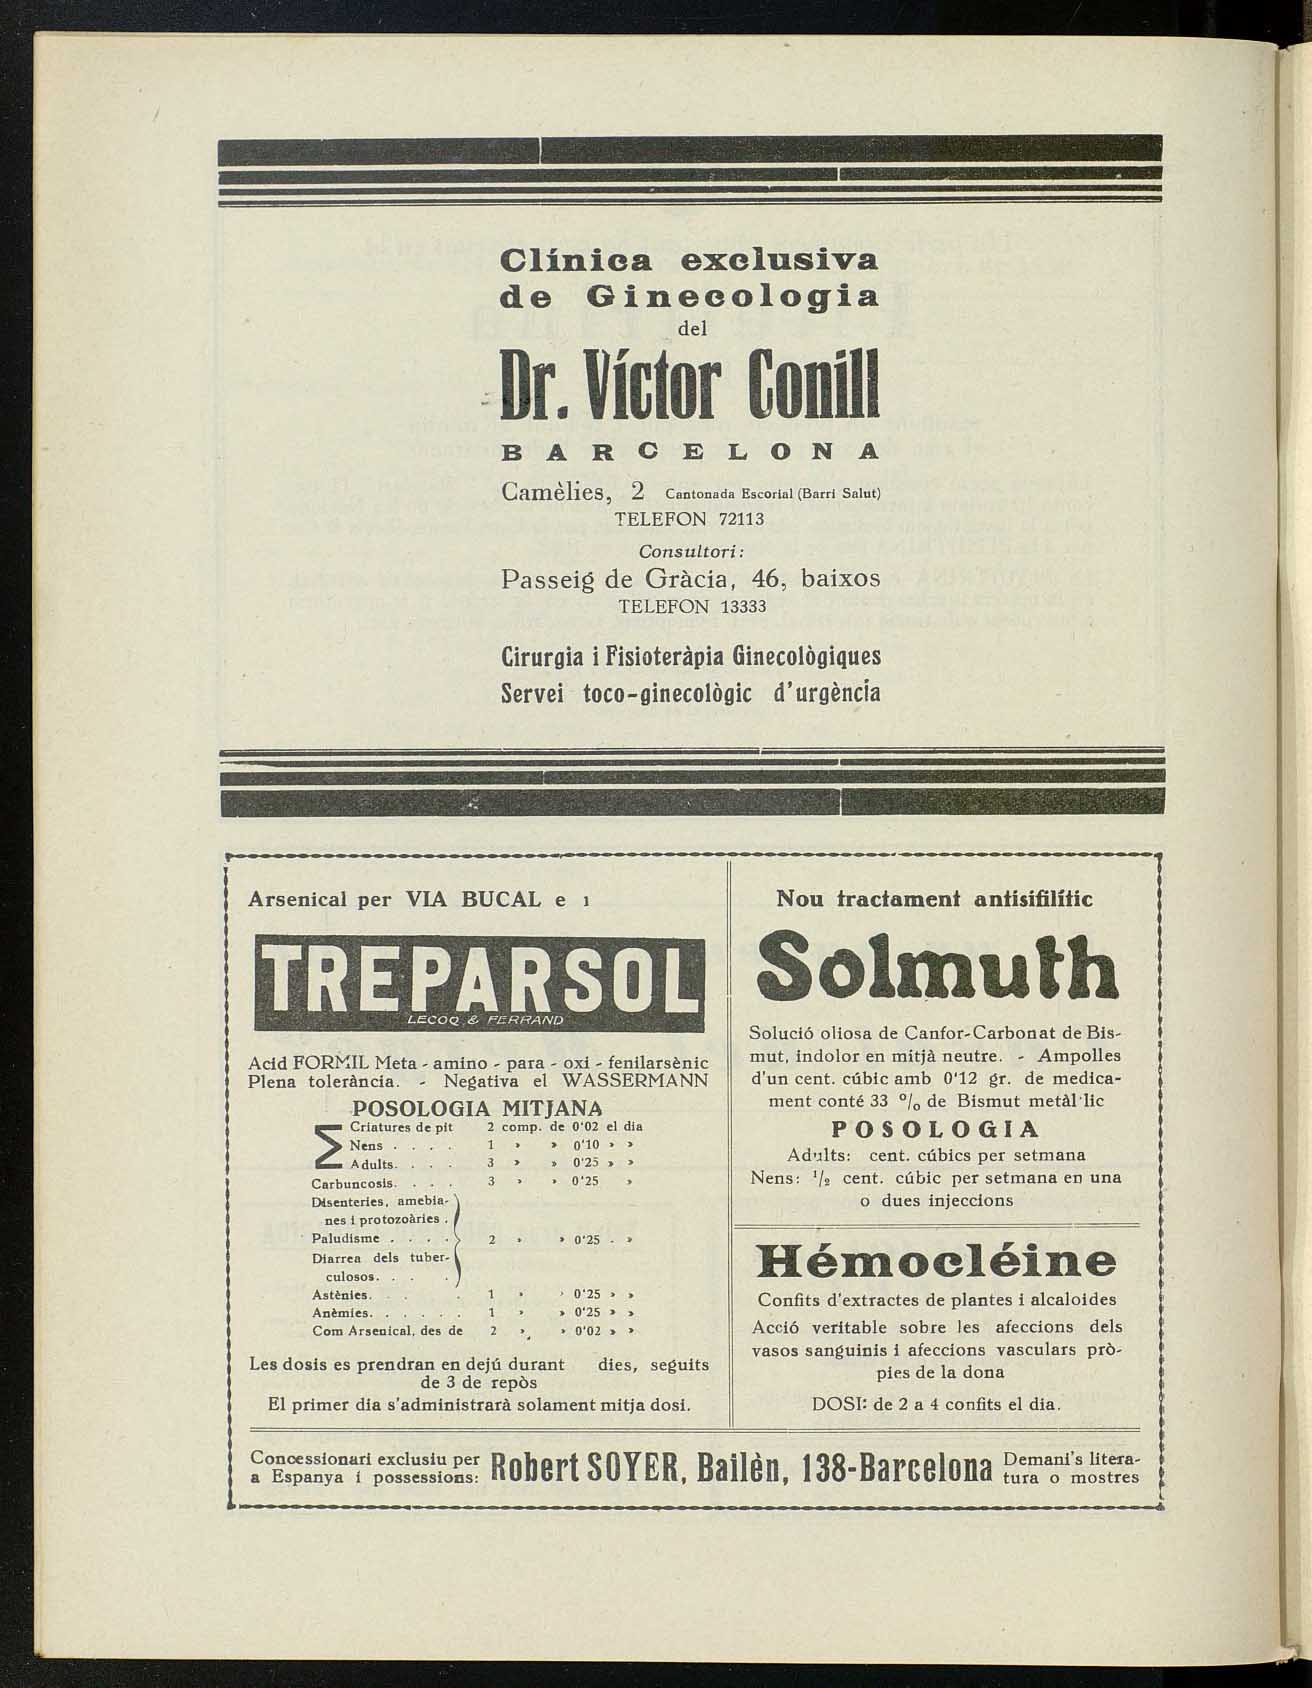 Clínica exclusiva
de Ginecologia
del
Dr. Víctor Conill
BARCELONA
Camèlies, 2 Cantonada Escorial (Barri Salut)
TELEFON 72113
Consultori:
Passeig de Gràcia, 46, baixos
TELEFON 13333
Cirurgia i Fisioteràpia Ginecològiques
Servei toco-ginecològic d'urgència
Arsenical per VIA BUCAL e
TREPARSOL
LECOQ & FERRAND
Acid FORMIL Meta - amino - para - oxi - fenilarsènic
Plena tolerància. - Negativa el WASSERMANN
POSOLOGIA MITJANA
Σ
Criatures de pit 2 comp. de 0'02 el dia
Nens . . . . 1 » » 0'10 » »
Adults. . . . 3 » » 0'25 » »
Carbuncosis. . . . 3 » » 0'25 »
Disenteries, amebia-
nes i protozoàries .
Paludisme . . . . 2 » » 0'25 . »
Diarrea dels tuber-
culosos. . . .
Astènies. . . . 1 » » 0'25 » »
Anèmies. . . . . . 1 » » 0'25 » »
Com Arsenical, des de 2 » » 0'02 » »
Les dosis es prendran en dejú durant dies, seguits
de 3 de repòs
El primer dia s'administrarà solament mitja dosi.
Nou tractament antisifilític
Solmuth
Solució oliosa de Canfor-Carbonat de Bis-
mut, indolor en mitjà neutre. - Ampolles
d'un cent. cúbic amb 0'12 gr. de medica-
ment conté 33 % de Bismut metàl·lic
POSOLOGIA
Adults: cent. cúbics per setmana
Nens: 1/2 cent. cúbic per setmana en una
o dues injeccions
Hémocléine
Confits d'extractes de plantes i alcaloides
Acció veritable sobre les afeccions dels
vasos sanguinis i afeccions vasculars prò-
pies de la dona
DOSI: de 2 a 4 confits el dia.
Concessionari exclusiu per
a Espanya i possessions:
Robert SOYER, Bailèn, 138-Barcelona
Demani's litera-
tura o mostres